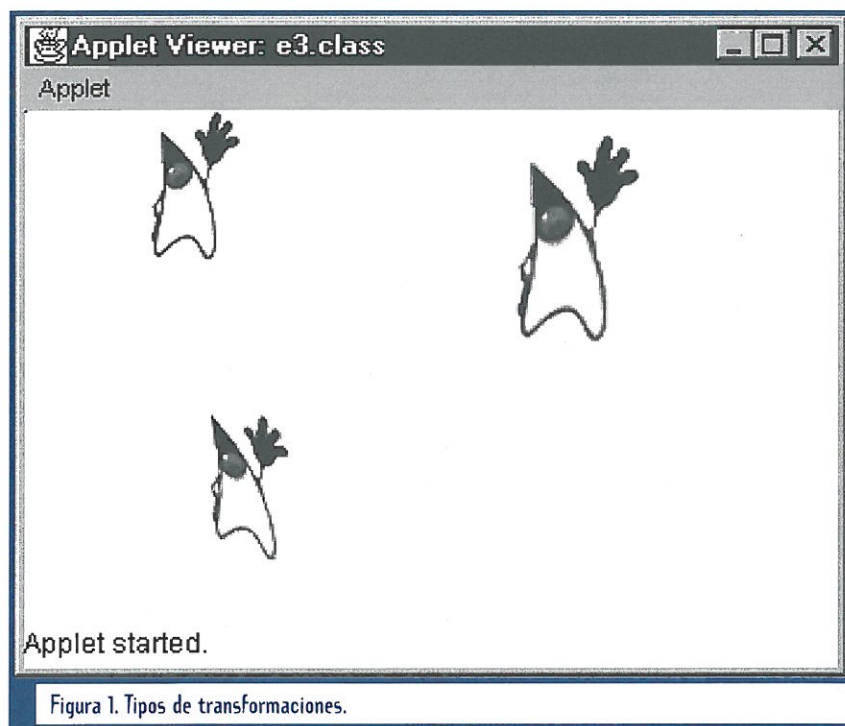 Applet Viewer: e3.class
Applet
Applet started.
Figura 1. Tipos de transformaciones.